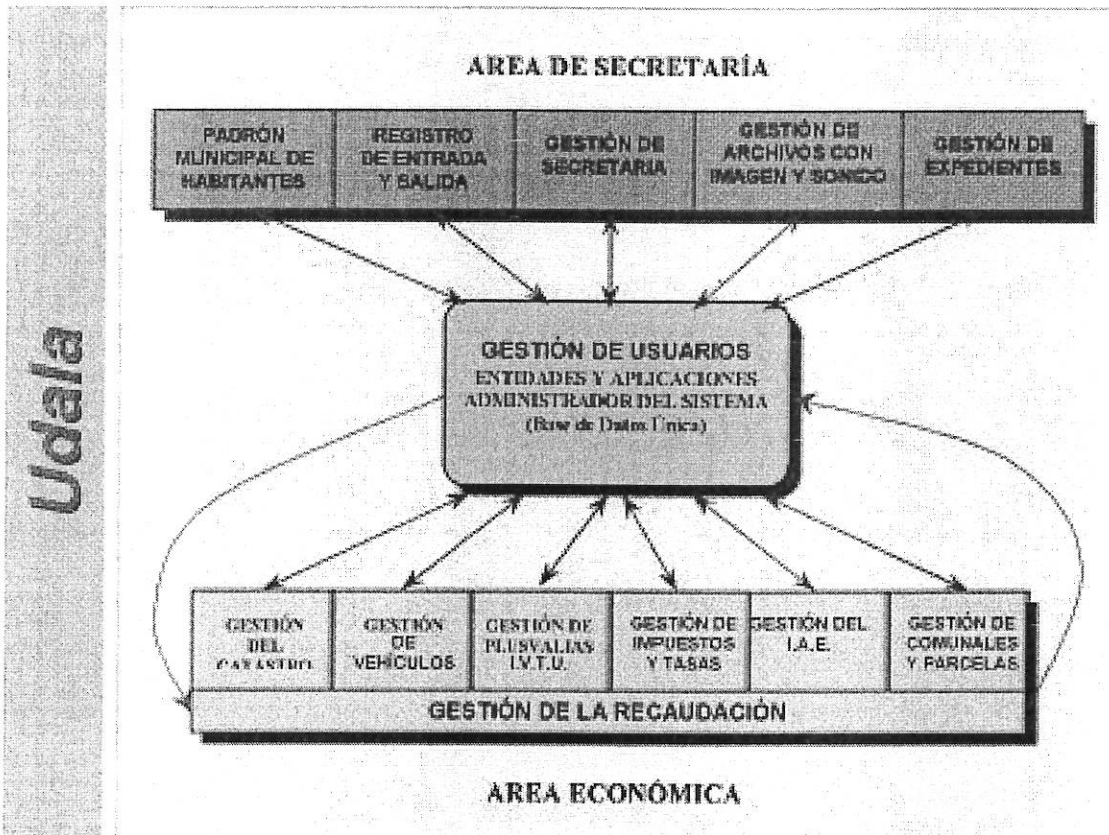 Udala
AREA DE SECRETARÍA
PADRÓN
MUNICIPAL DE
HABITANTES
REGISTRO
DE ENTRADA
Y SALIDA
GESTIÓN DE
SECRETARIA
GESTIÓN DE
ARCHIVOS CON
IMAGEN Y SONIDO
GESTIÓN DE
EXPEDIENTES
GESTIÓN DE USUARIOS
ENTIDADES Y APLICACIONES
ADMINISTRADOR DEL SISTEMA
(Base de Datos Única)
GESTIÓN
DEL
CATASTRO
GESTIÓN
DE
VEHÍCULOS
GESTIÓN DE
PLUSVALIAS
I.V.T.U.
GESTIÓN DE
IMPUESTOS
Y TASAS
GESTIÓN DEL
I.A.E.
GESTIÓN DE
COMUNALES
Y PARCELAS
GESTIÓN DE LA RECAUDACIÓN
AREA ECONÓMICA